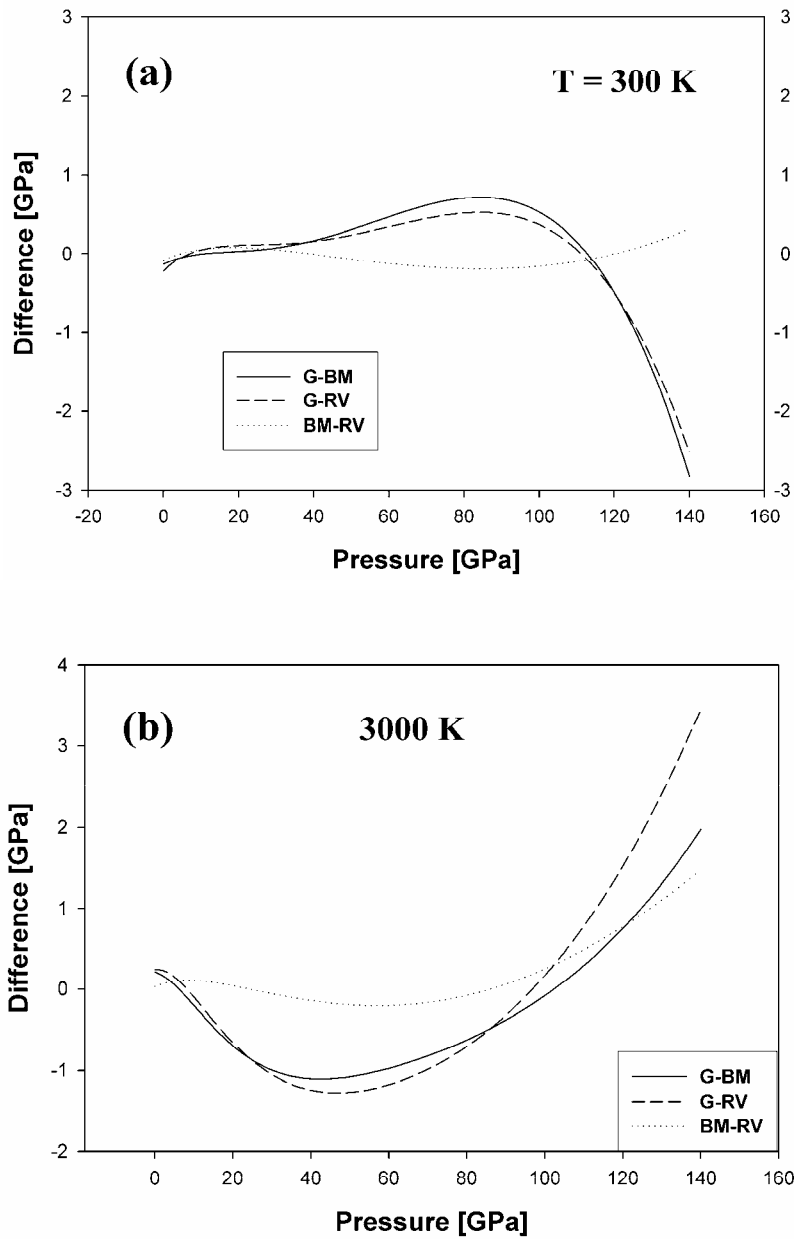 (a)
T = 300 K
Difference [GPa]
3
2
1
0
-1
-2
-3
3
2
1
0
-1
-2
-3
G-BM
G-RV
BM-RV
-20 0 20 40 60 80 100 120 140 160
Pressure [GPa]
(b)
3000 K
Difference [GPa]
4
3
2
1
0
-1
-2
G-BM
G-RV
BM-RV
0 20 40 60 80 100 120 140 160
Pressure [GPa]